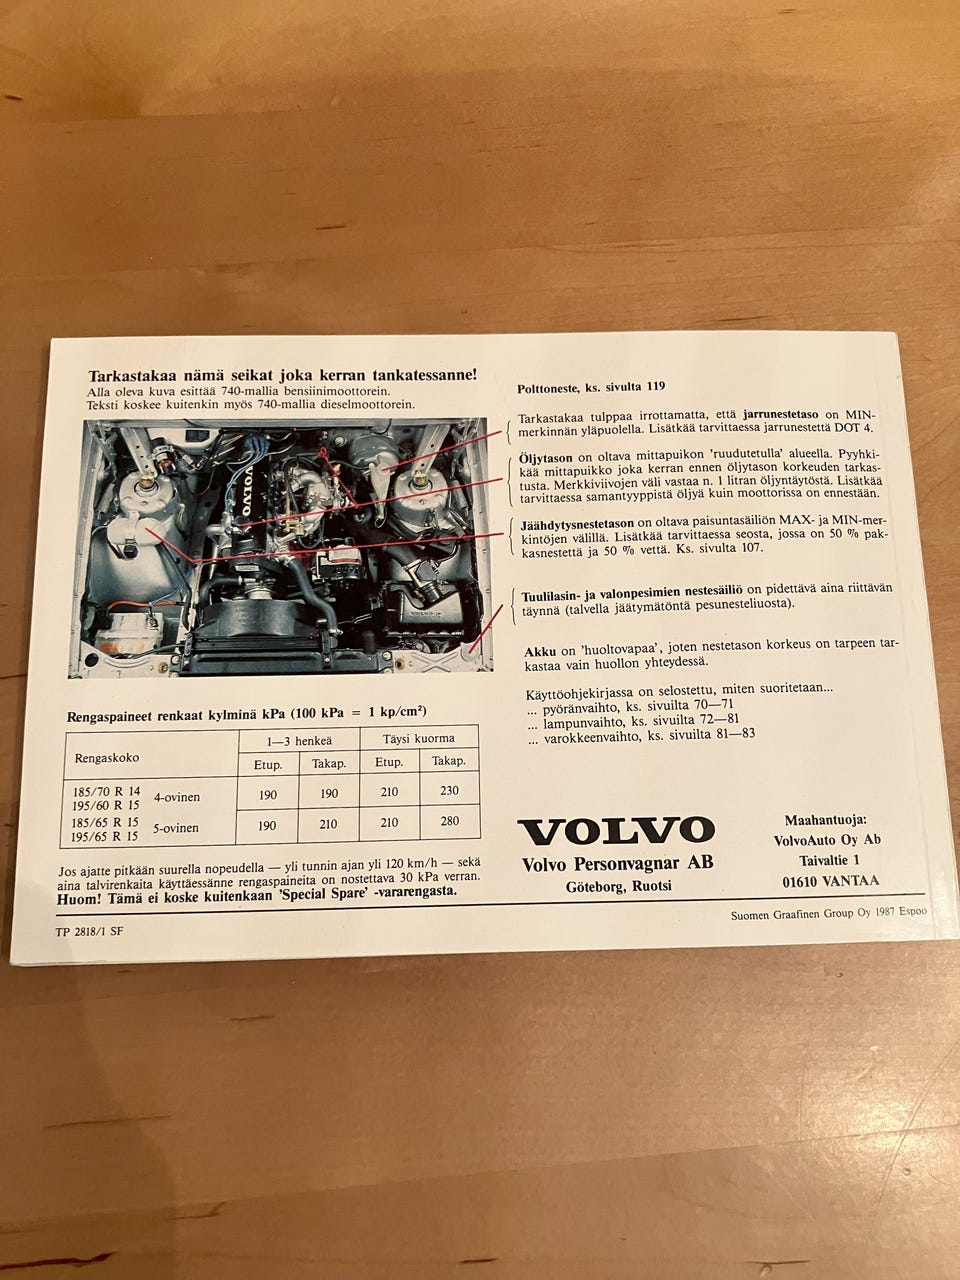 Tarkastakaa nämä seikat joka kerran tankatessanne!
Alla oleva kuva esittää 740-mallia bensiinimoottorein.
Teksti koskee kuitenkin myös 740-mallia dieselmoottorein.
VOLVO
Polttoneste, ks. sivulta 119
Tarkastakaa tulppaa irrottamatta, että jarrunestetaso on MIN-
merkinnän yläpuolella. Lisätkää tarvittaessa jarrunestettä DOT 4.
Öljytason on oltava mittapuikon 'ruudutetulla' alueella. Pyyhki-
kää mittapuikko joka kerran ennen öljytason korkeuden tarkas-
tusta. Merkkiviivojen väli vastaa n. 1 litran öljyntäytöstä. Lisätkää
tarvittaessa samantyyppistä öljyä kuin moottorissa on ennestään.
Jäähdytysnestetason on oltava paisuntasäiliön MAX- ja MIN-mer-
kintöjen välillä. Lisätkää tarvittaessa seosta, jossa on 50 % pak-
kasnestettä ja 50 % vettä. Ks. sivulta 107.
Tuulilasin- ja valonpesimien nestesäiliö on pidettävä aina riittävän
täynnä (talvella jäätymätöntä pesunesteliuosta).
Akku on 'huoltovapaa', joten nestetason korkeus on tarpeen tar-
kastaa vain huollon yhteydessä.
Käyttöohjekirjassa on selostettu, miten suoritetaan...
... pyöränvaihto, ks. sivuilta 70—71
... lampunvaihto, ks. sivuilta 72—81
... varokkeenvaihto, ks. sivuilta 81—83
Rengaspaineet renkaat kylminä kPa (100 kPa = 1 kp/cm²)
Rengaskoko 1—3 henkeä Täysi kuorma
Etup. Takap. Etup. Takap.
185/70 R 14
195/60 R 15 4-ovinen 190 190 210 230
185/65 R 15
195/65 R 15 5-ovinen 190 210 210 280
Jos ajatte pitkään suurella nopeudella — yli tunnin ajan yli 120 km/h — sekä
aina talvirenkaita käyttäessänne rengaspaineita on nostettava 30 kPa verran.
Huom! Tämä ei koske kuitenkaan 'Special Spare' -vararengasta.
VOLVO
Volvo Personvagnar AB
Göteborg, Ruotsi
Maahantuoja:
VolvoAuto Oy Ab
Taivaltie 1
01610 VANTAA
TP 2818/1 SF
Suomen Graafinen Group Oy 1987 Espoo